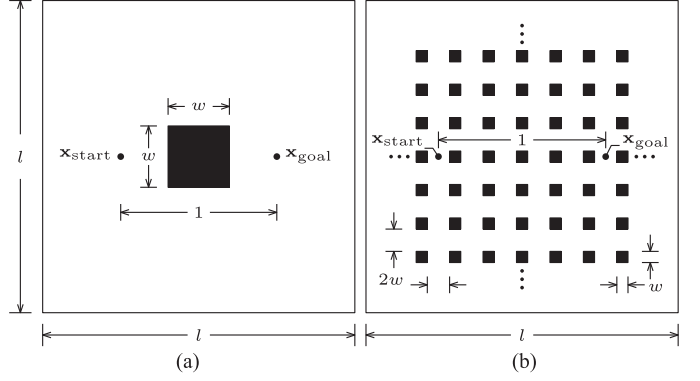 w
x_start w x_goal
l
1
l
(a)
x_start 1 x_goal
2w w
l
(b)